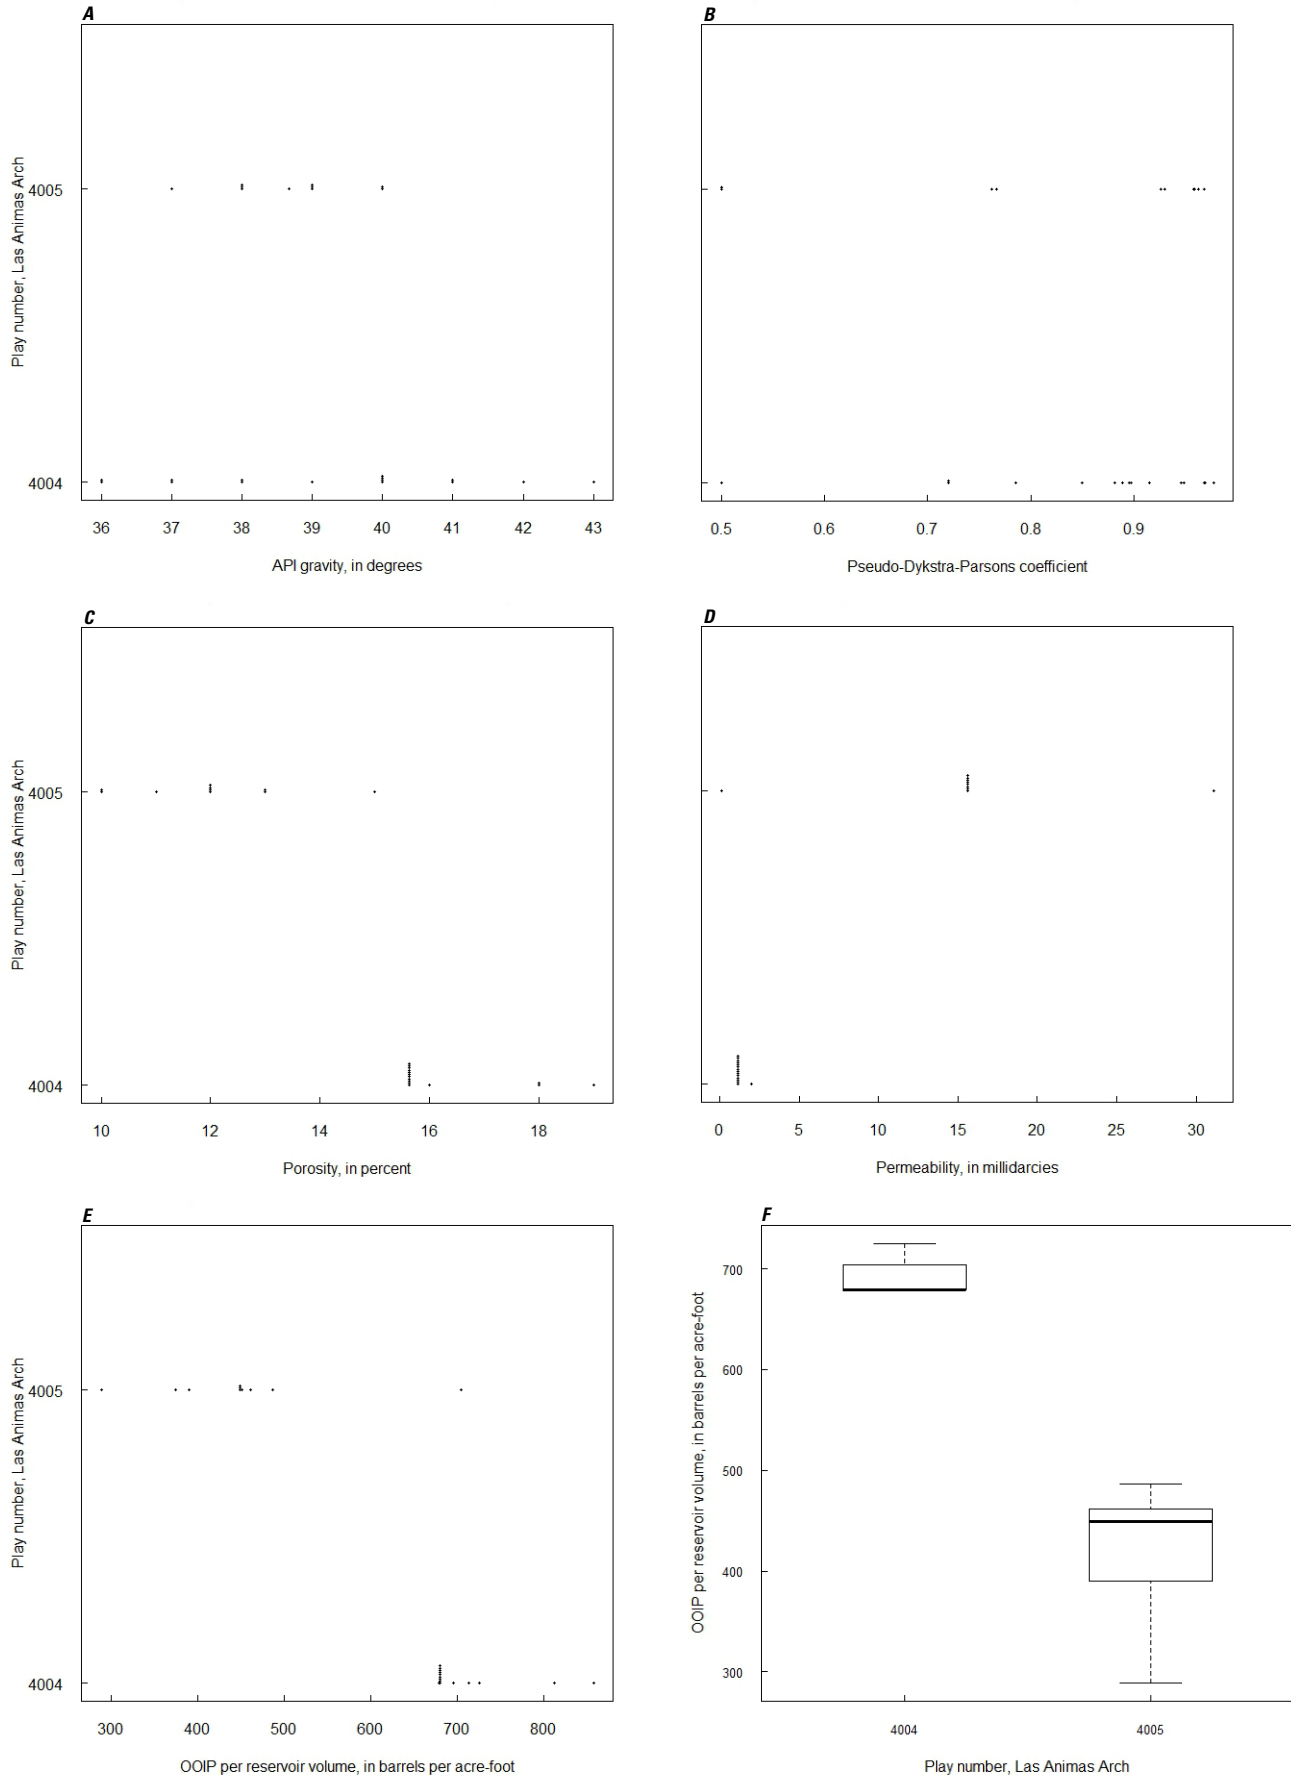 A
Play number, Las Animas Arch
4005
4004
36 37 38 39 40 41 42 43
API gravity, in degrees
B
0.5 0.6 0.7 0.8 0.9
Pseudo-Dykstra-Parsons coefficient
C
Play number, Las Animas Arch
4005
4004
10 12 14 16 18
Porosity, in percent
D
0 5 10 15 20 25 30
Permeability, in millidarcies
E
Play number, Las Animas Arch
4005
4004
300 400 500 600 700 800
OOIP per reservoir volume, in barrels per acre-foot
F
OOIP per reservoir volume, in barrels per acre-foot
700
600
500
400
300
4004 4005
Play number, Las Animas Arch